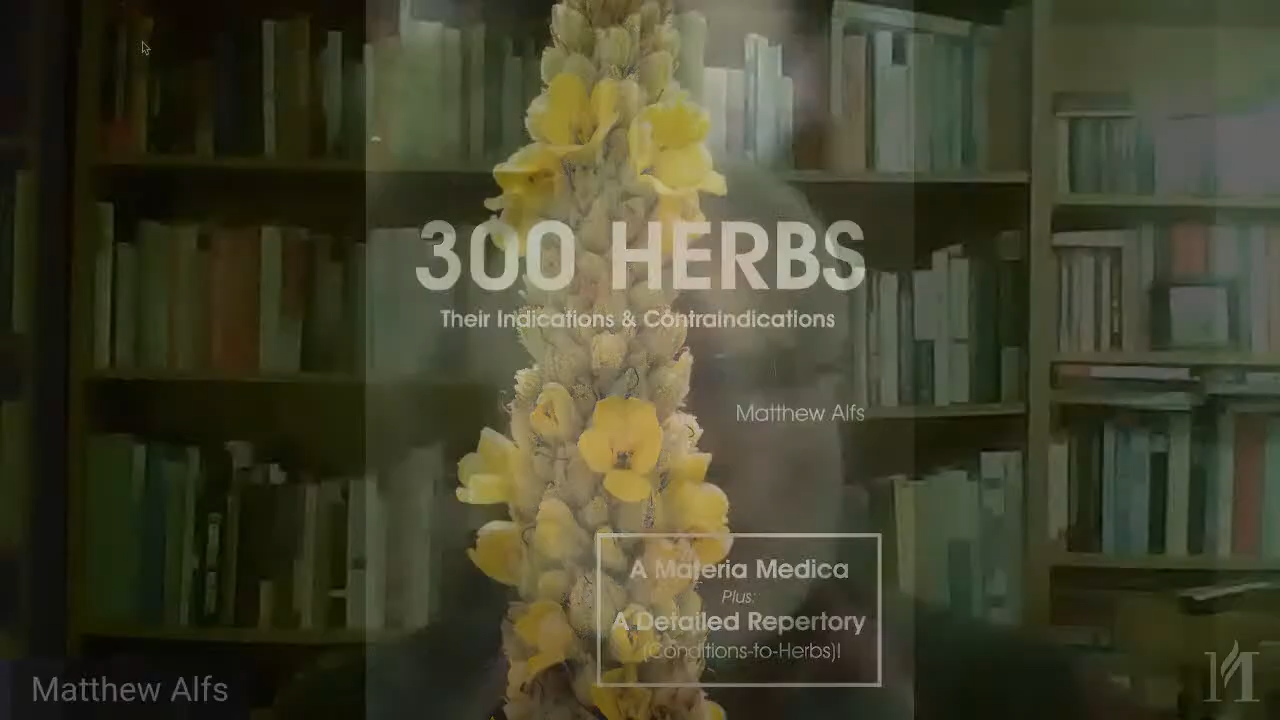 300 HERBS
Their Indications & Contraindications
Matthew Alfs
A Materia Medica
Plus:
A Detailed Repertory
(Conditions-to-Herbs)!
Matthew Alfs
M